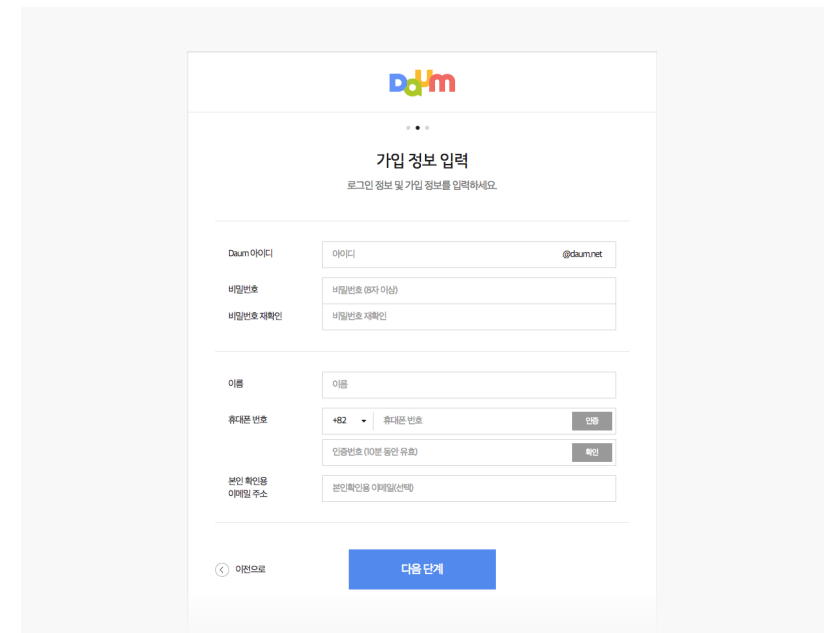 Daum
가입 정보 입력
로그인 정보 및 가입 정보를 입력하세요.
Daum 아이디
아이디 @daum.net
비밀번호
비밀번호 (8자 이상)
비밀번호 재확인
비밀번호 재확인
이름
이름
휴대폰 번호
+82 휴대폰 번호 인증
인증번호 (10분 동안 유효) 확인
본인 확인용
이메일 주소
본인확인용 이메일(선택)
이전으로
다음 단계